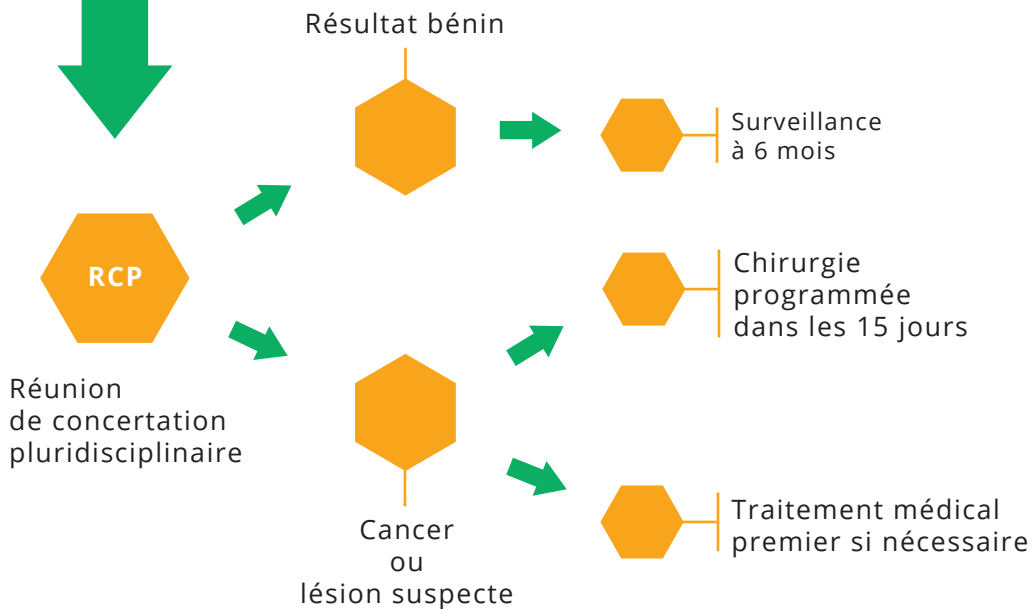 Résultat bénin
Surveillance
à 6 mois
RCP
Réunion
de concertation
pluridisciplinaire
Chirurgie
programmée
dans les 15 jours
Cancer
ou
lésion suspecte
Traitement médical
premier si nécessaire